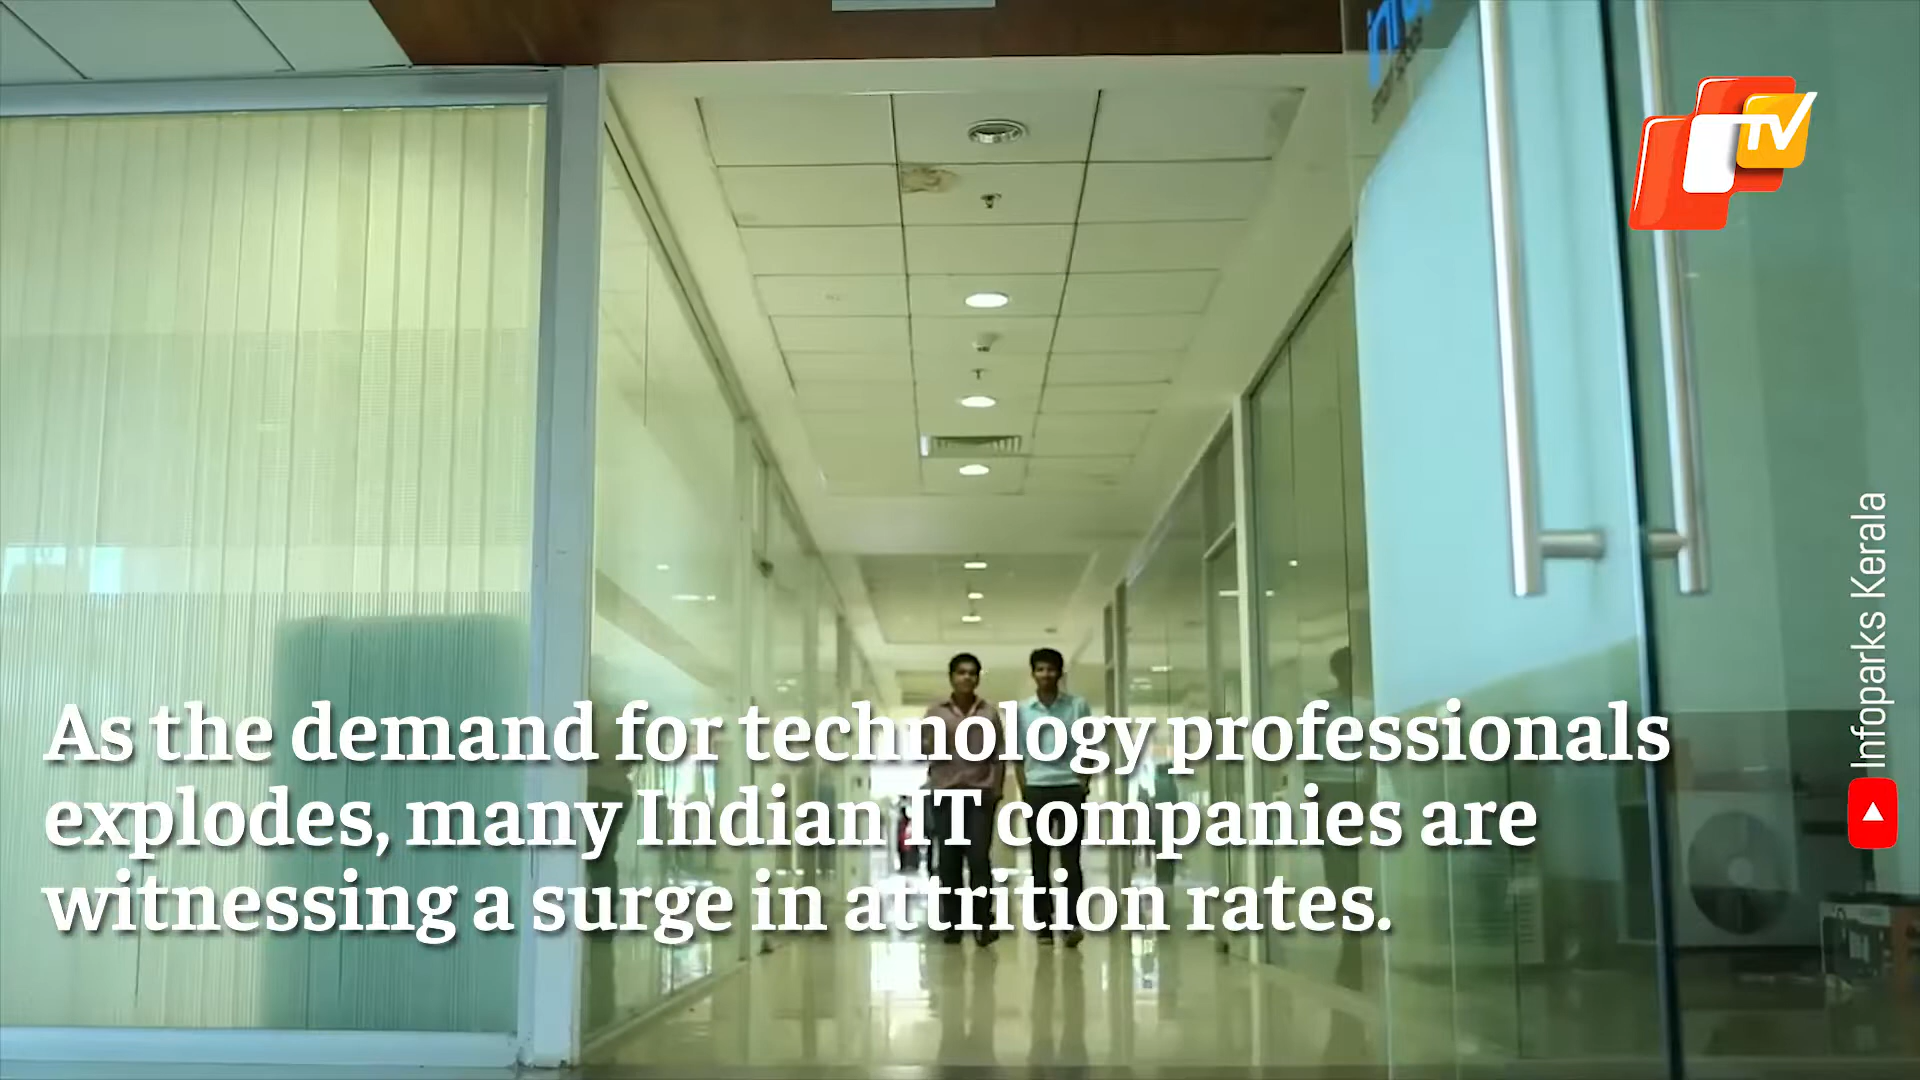 TV
As the demand for technology professionals
explodes, many Indian IT companies are
witnessing a surge in attrition rates.
Infoparks Kerala